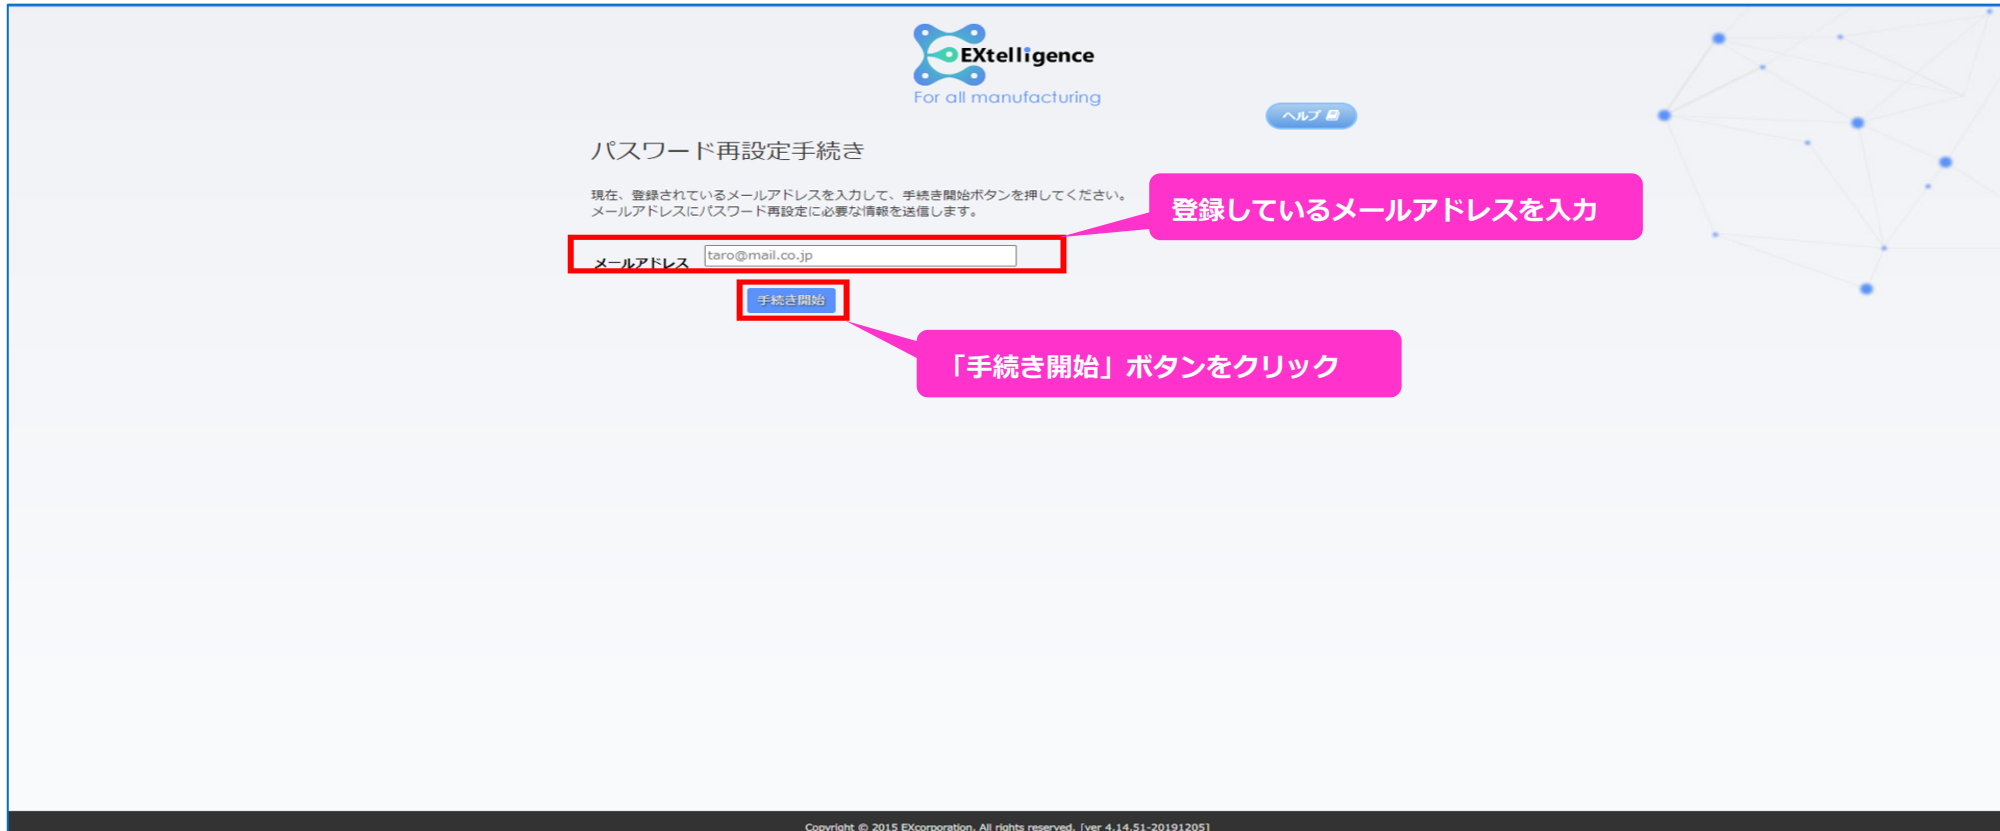 EXtelligence
For all manufacturing
ヘルプ
パスワード再設定手続き
現在、登録されているメールアドレスを入力して、手続き開始ボタンを押してください。
メールアドレスにパスワード再設定に必要な情報を送信します。
登録しているメールアドレスを入力
メールアドレス taro@mail.co.jp
手続き開始
「手続き開始」ボタンをクリック
Copyright © 2015 EXcorporation. All rights reserved. [ver 4.14.51-20191205]